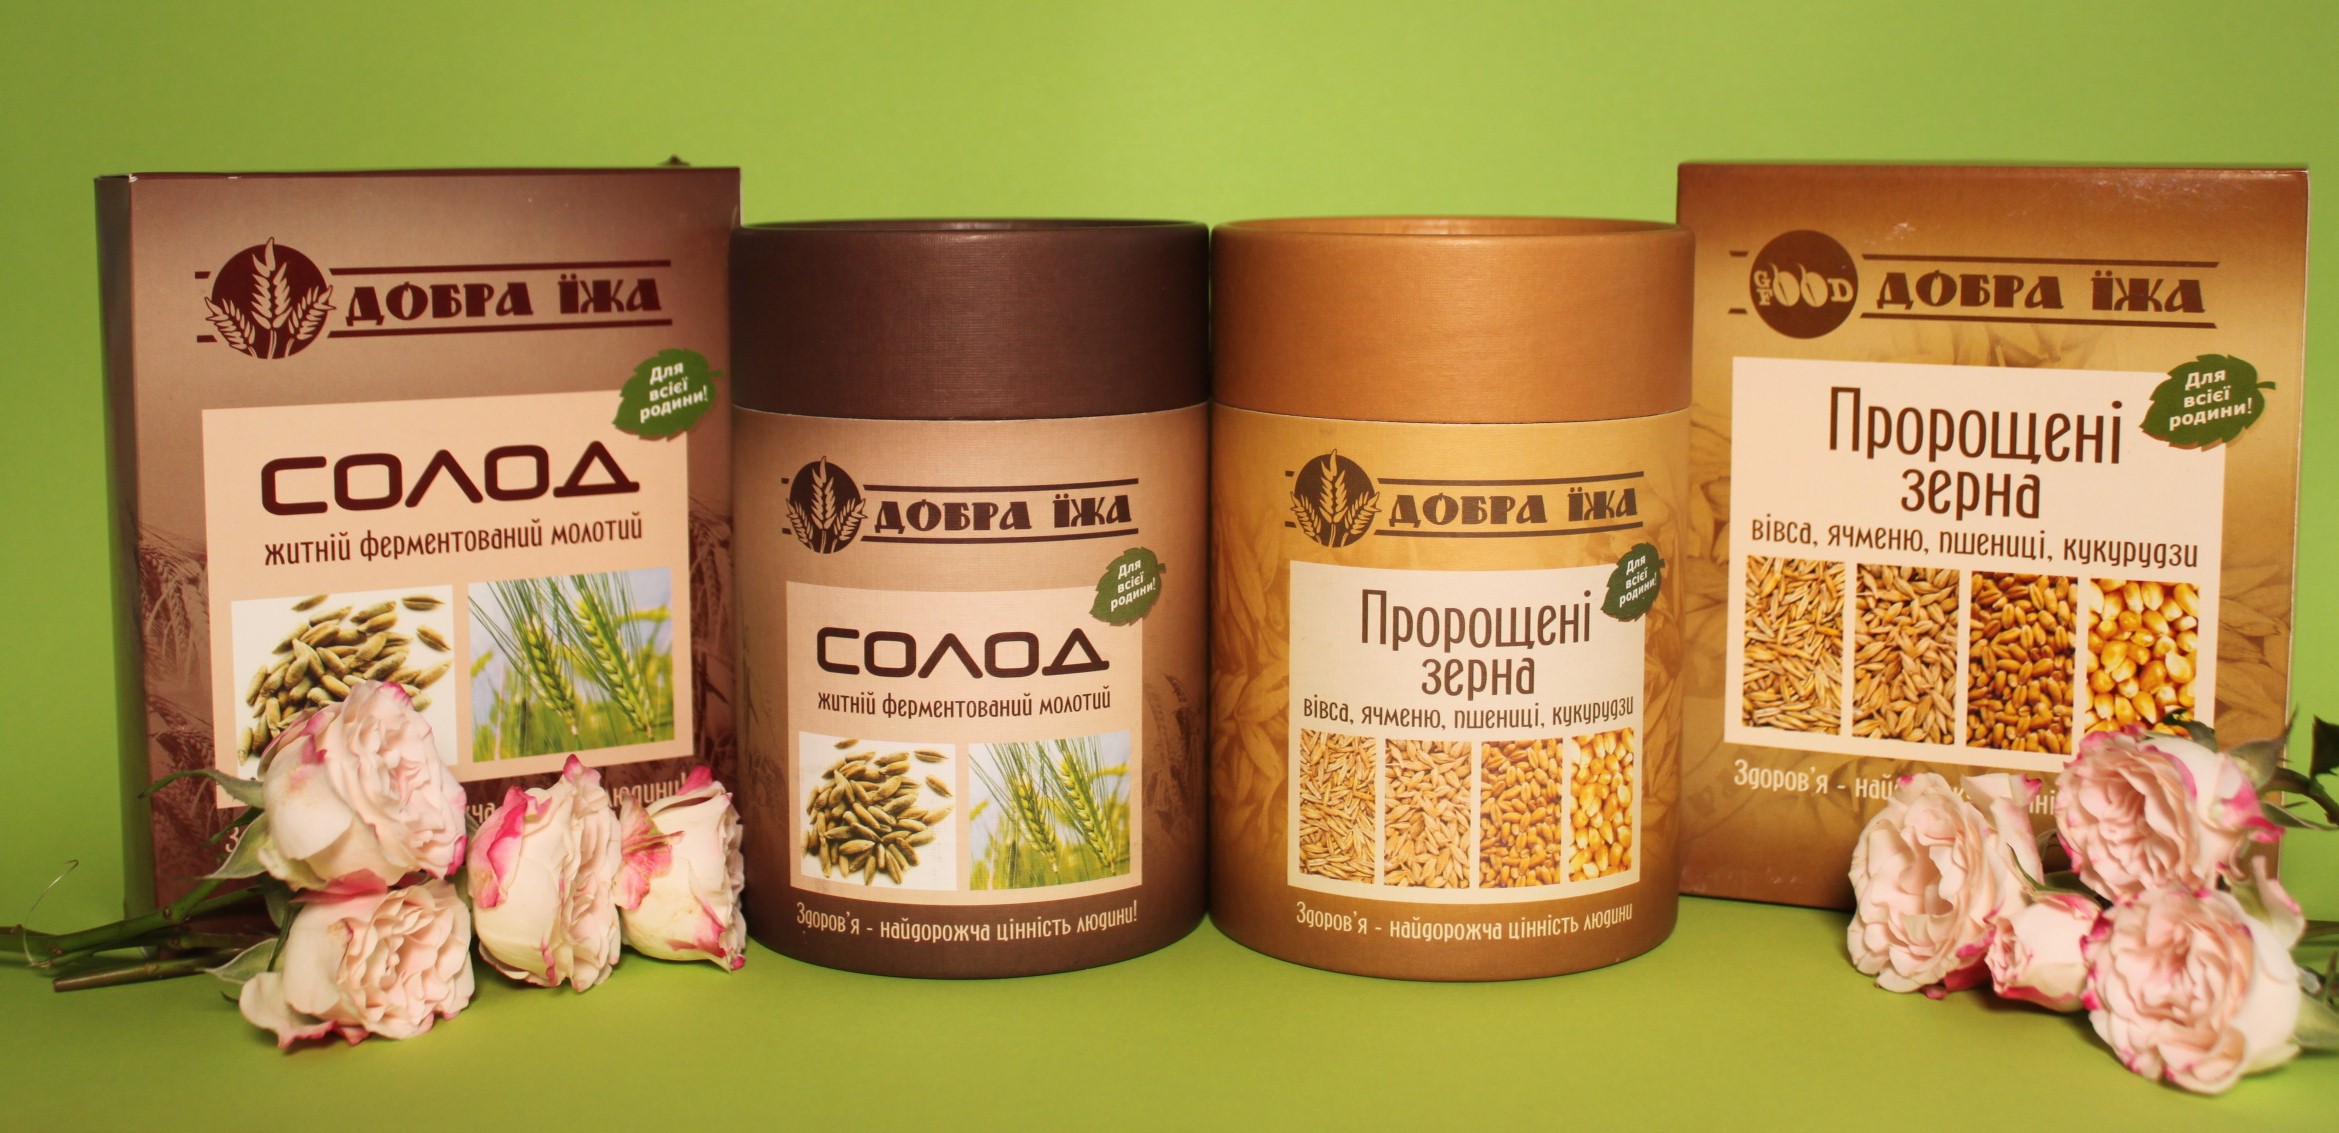 ДОБРА ЇЖА
Для
всієї
родини!
СОЛОД
житній ферментований молотий
людини!
ДОБРА ЇЖА
Для
всієї
родини!
СОЛОД
житній ферментований молотий
Здоров'я - найдорожча цінність людини!
ДОБРА ЇЖА
Для
всієї
родини!
Пророщені
зерна
вівса, ячменю, пшениці, кукурудзи
Здоров'я - найдорожча цінність людини
GOOD ДОБРА ЇЖА
Для
всієї
родини!
Пророщені
зерна
вівса, ячменю, пшениці, кукурудзи
Здоров'я -